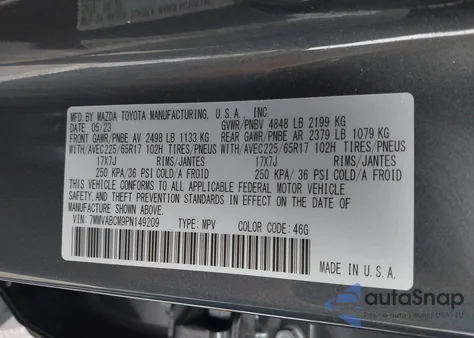 MFD. BY MAZDA TOYOTA MANUFACTURING, U.S.A., INC.
DATE 05/23 GVWR/PNBV 4848 LB 2199 KG
FRONT GAWR/PNBE AV 2498 LB 1133 KG REAR GAWR/PNBE AR 2379 LB 1079 KG
WITH/AVEC225/65R17 102H TIRES/PNEUS WITH/AVEC225/65R17 102H TIRES/PNEUS
17X7J RIMS/JANTES 17X7J RIMS/JANTES
250 KPA/36 PSI COLD/A FROID 250 KPA/36 PSI COLD/A FROID
THIS VEHICLE CONFORMS TO ALL APPLICABLE FEDERAL MOTOR VEHICLE
SAFETY, AND THEFT PREVENTION STANDARDS IN EFFECT ON THE DATE OF
MANUFACTURE SHOWN ABOVE.
VIN: 7MMVABCM9PN149209 TYPE: MPV COLOR CODE: 46G
MADE IN U.S.A.
autoSnap